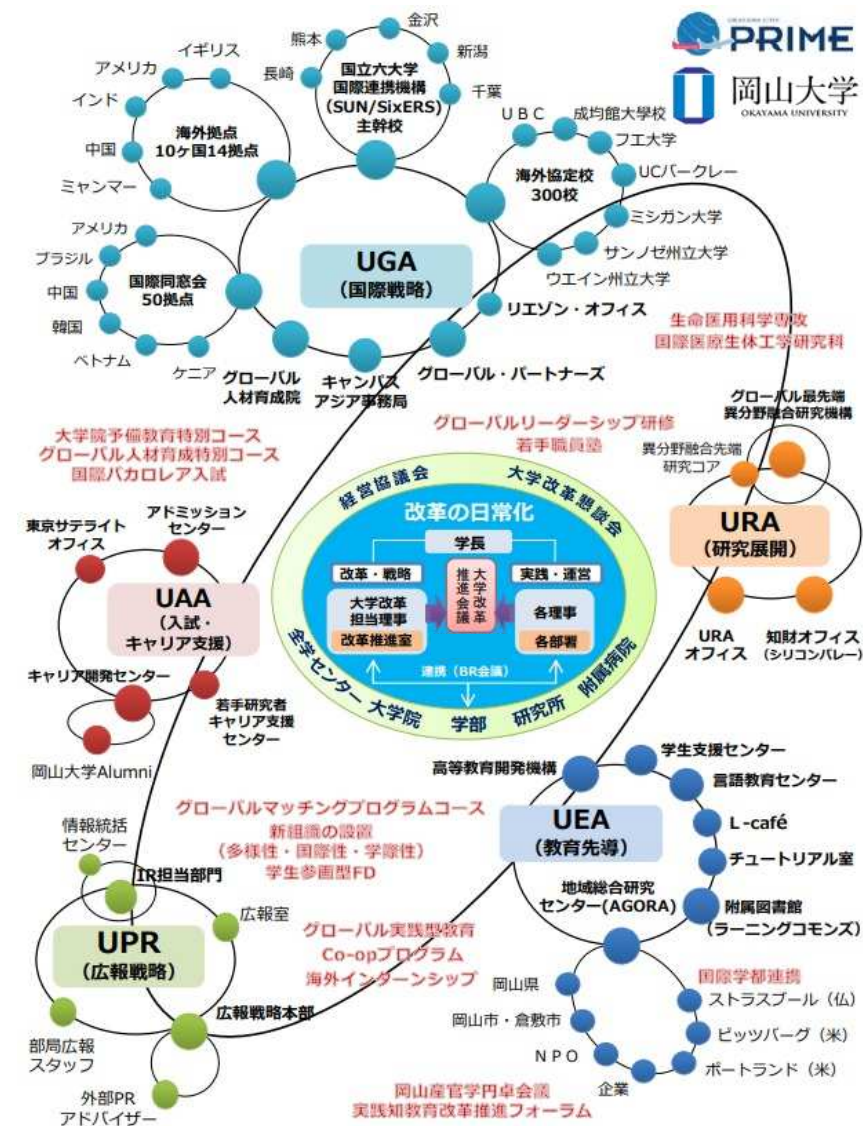 OKAYAMA UNIV.
PRIME
岡山大学
OKAYAMA UNIVERSITY
金沢
熊本
新潟
長崎
千葉
国立六大学
国際連携機構
(SUN/SixERS)
主幹校
イギリス
アメリカ
インド
中国
ミャンマー
海外拠点
10ヶ国14拠点
UBC
成均館大學校
フエ大学
UCバークレー
ミシガン大学
サンノゼ州立大学
ウエイン州立大学
海外協定校
300校
アメリカ
ブラジル
中国
韓国
ベトナム
ケニア
国際同窓会
50拠点
UGA
(国際戦略)
リエゾン・オフィス
グローバル・パートナーズ
キャンパス
アジア事務局
グローバル
人材育成院
生命医用科学専攻
国際医療生体工学研究科
大学院予備教育特別コース
グローバル人材育成特別コース
国際バカロレア入試
グローバルリーダーシップ研修
若手職員塾
グローバル最先端
異分野融合研究機構
異分野融合先端
研究コア
URA
(研究展開)
URA
オフィス
知財オフィス
(シリコンバレー)
東京サテライト
オフィス
アドミッション
センター
UAA
(入試・
キャリア支援)
キャリア開発センター
若手研究者
キャリア支援
センター
岡山大学Alumni
経営協議会
大学改革懇談会
改革の日常化
学長
改革・戦略
実践・運営
大学改革
担当理事
改革推進室
大学改革
推進会議
各理事
各部署
連携（BR会議）
全学センター
大学院
学部
研究所
附属病院
高等教育開発機構
学生支援センター
言語教育センター
L-café
チュートリアル室
附属図書館
(ラーニングコモンズ)
UEA
(教育先導)
地域総合研究
センター(AGORA)
グローバルマッチングプログラムコース
新組織の設置
（多様性・国際性・学際性）
学生参画型FD
情報統括
センター
IR担当部門
広報室
UPR
(広報戦略)
広報戦略本部
部局広報
スタッフ
外部PR
アドバイザー
グローバル実践型教育
Co-opプログラム
海外インターンシップ
国際学都連携
岡山県
岡山市・倉敷市
NPO
企業
ストラスブール（仏）
ピッツバーグ（米）
ポートランド（米）
岡山産官学円卓会議
実践知教育改革推進フォーラム